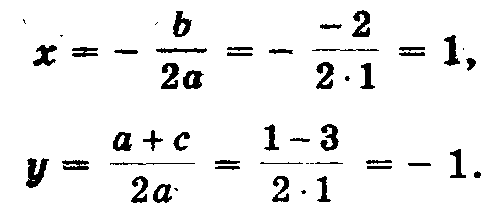 x = − b/2a = − −2/2·1 = 1,
y = a + c/2a = 1 − 3/2·1 = − 1.